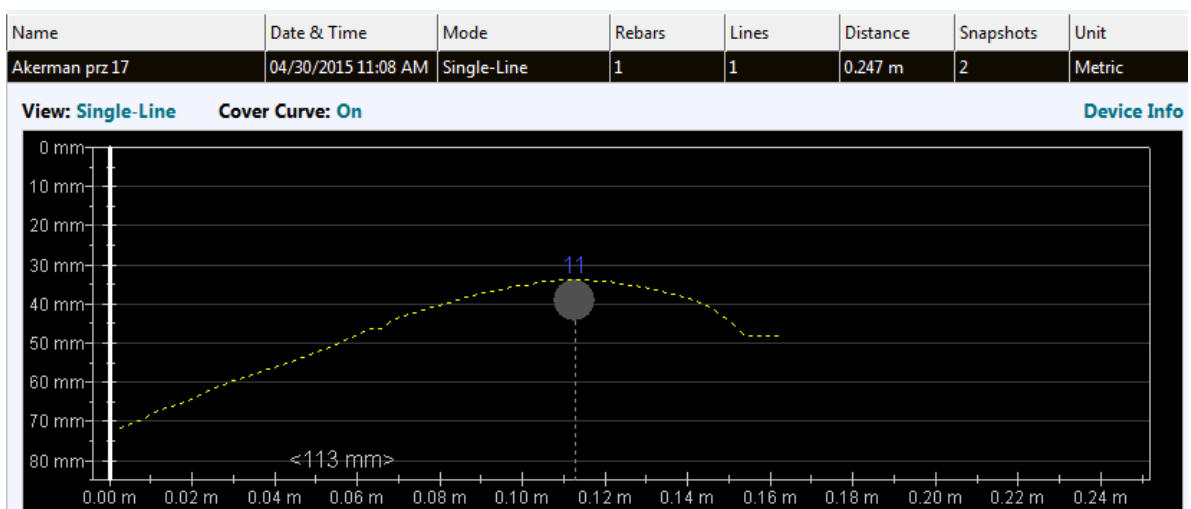 Name Date & Time Mode Rebars Lines Distance Snapshots Unit
Akerman prz 17 04/30/2015 11:08 AM Single-Line 1 1 0.247 m 2 Metric
View: Single-Line Cover Curve: On Device Info
0 mm
10 mm
20 mm
30 mm
11
40 mm
50 mm
60 mm
70 mm
80 mm
<113 mm>
0.00 m 0.02 m 0.04 m 0.06 m 0.08 m 0.10 m 0.12 m 0.14 m 0.16 m 0.18 m 0.20 m 0.22 m 0.24 m